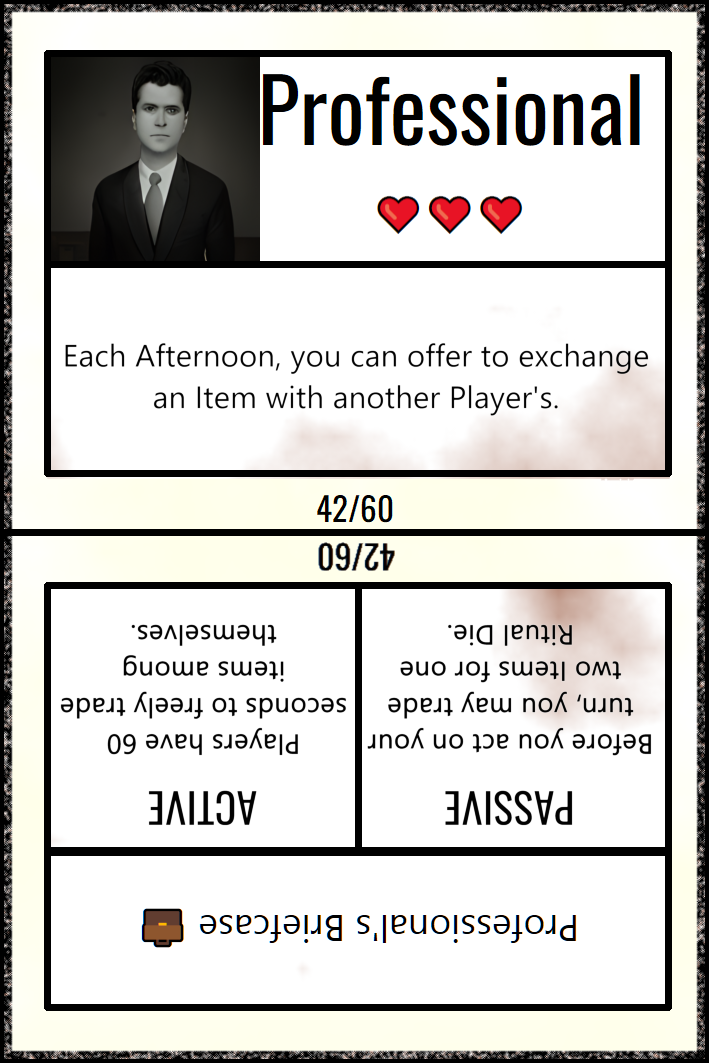 Professional
Each Afternoon, you can offer to exchange
an Item with another Player's.
42/60
42/60
Professional's Briefcase
PASSIVE
Before you act on your
turn, you may trade
two Items for one
Ritual Die.
ACTIVE
Players have 60
seconds to freely trade
items among
themselves.